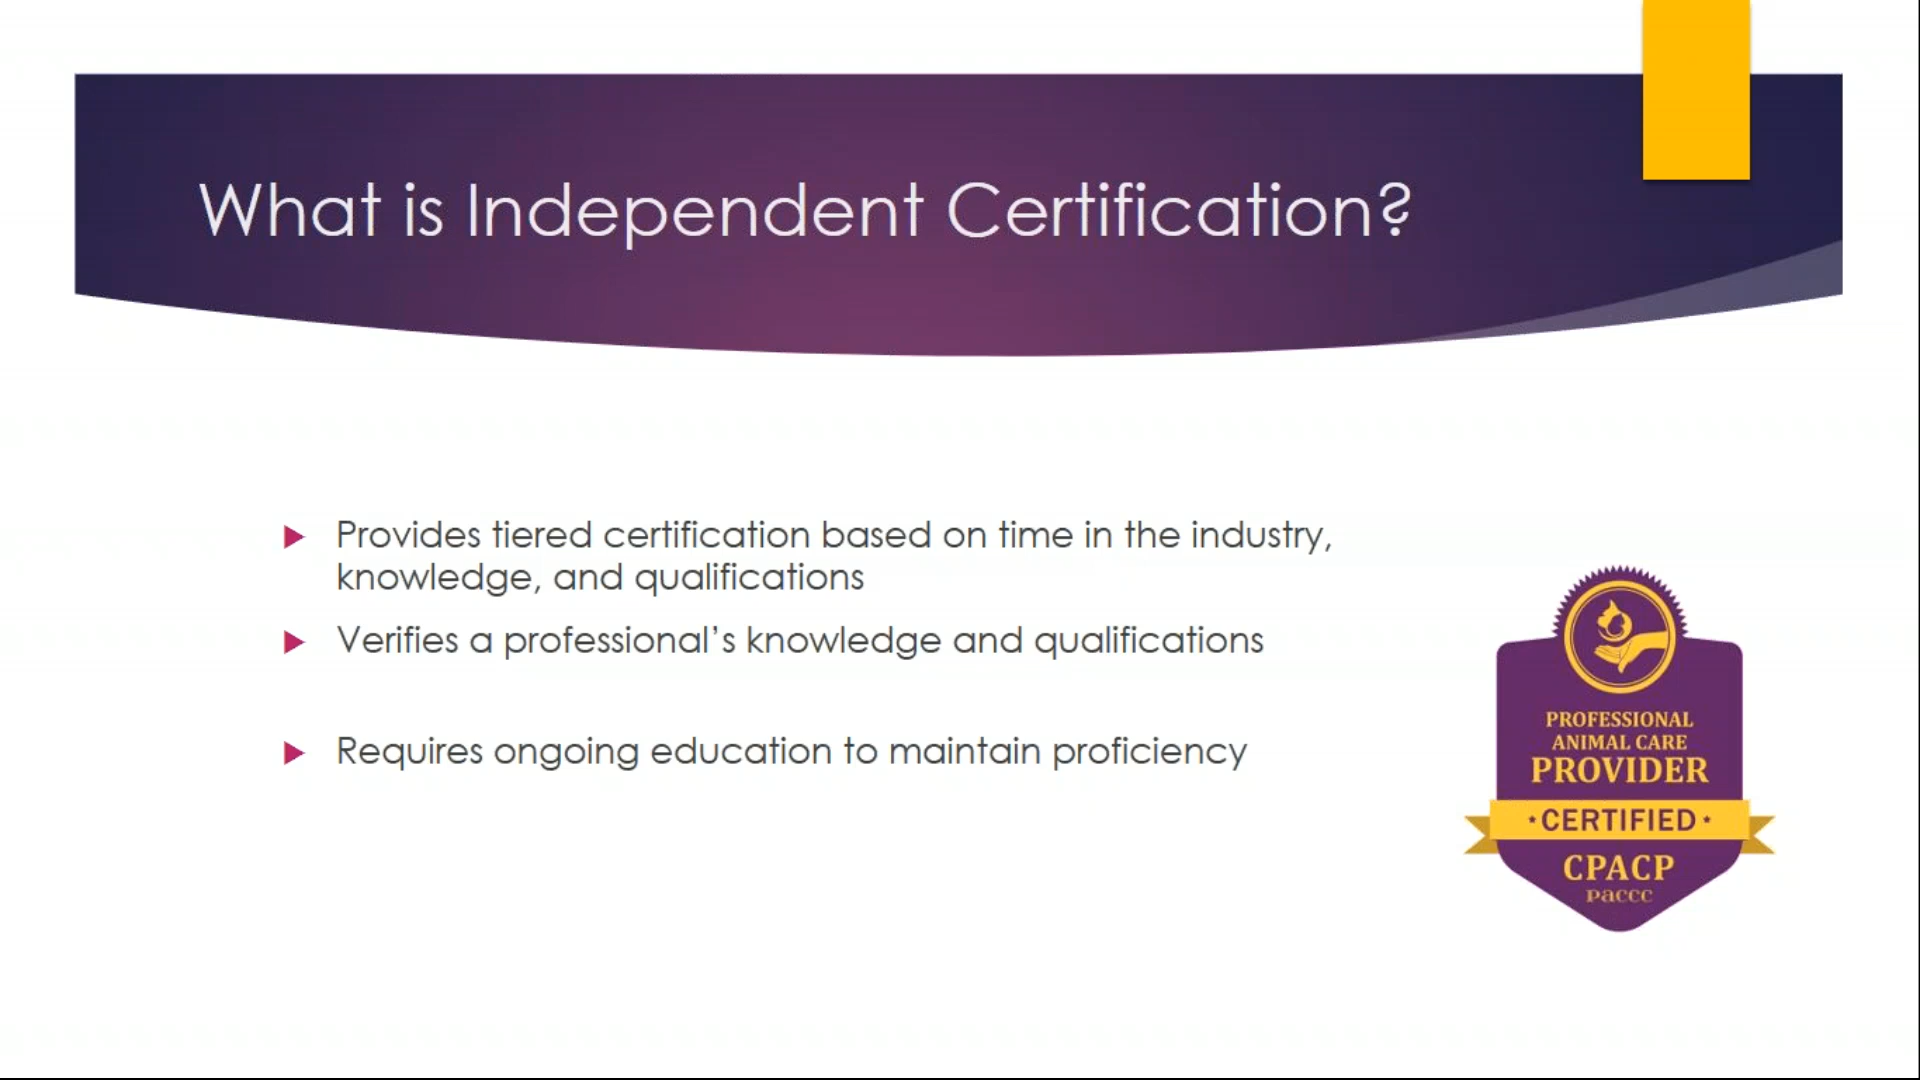 What is Independent Certification?
Provides tiered certification based on time in the industry,
knowledge, and qualifications
Verifies a professional’s knowledge and qualifications
Requires ongoing education to maintain proficiency
PROFESSIONAL
ANIMAL CARE
PROVIDER
CERTIFIED
CPACP
paccc